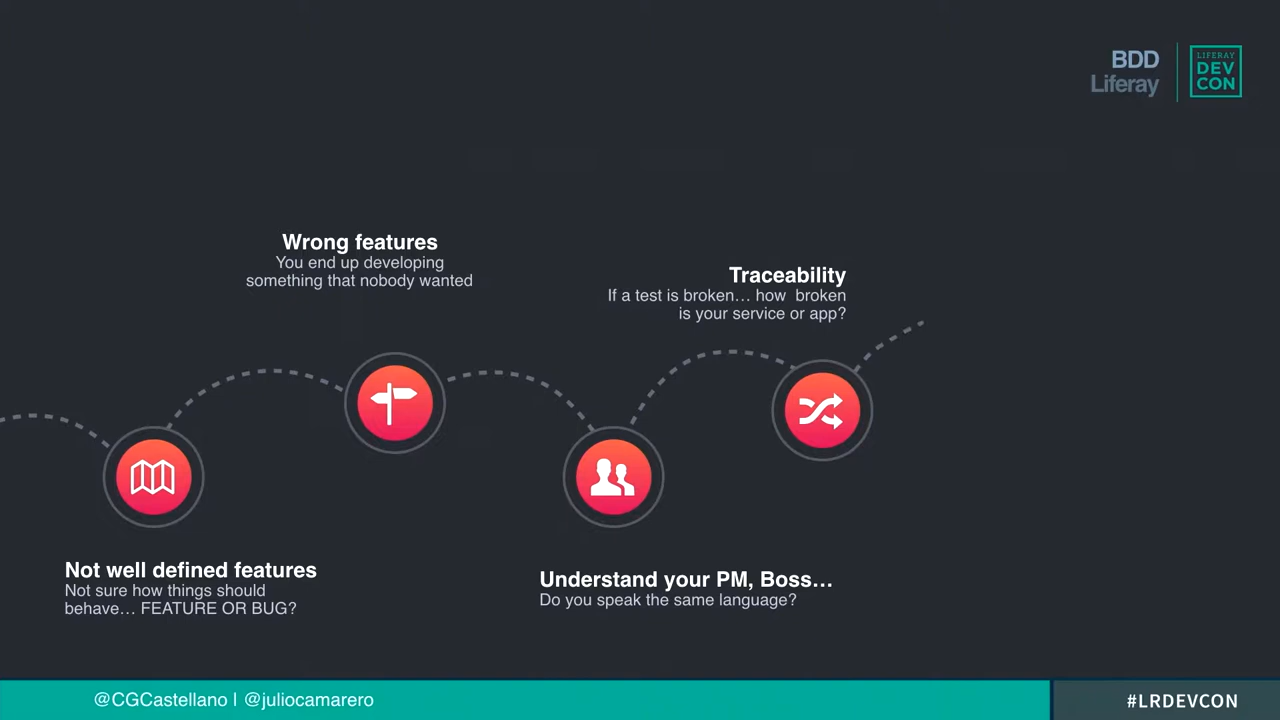 BDD
Liferay
LIFERAY
DEV
CON
Wrong features
You end up developing
something that nobody wanted
Traceability
If a test is broken… how  broken
is your service or app?
Not well defined features
Not sure how things should
behave… FEATURE OR BUG?
Understand your PM, Boss…
Do you speak the same language?
@CGCastellano | @juliocamarero
#LRDEVCON